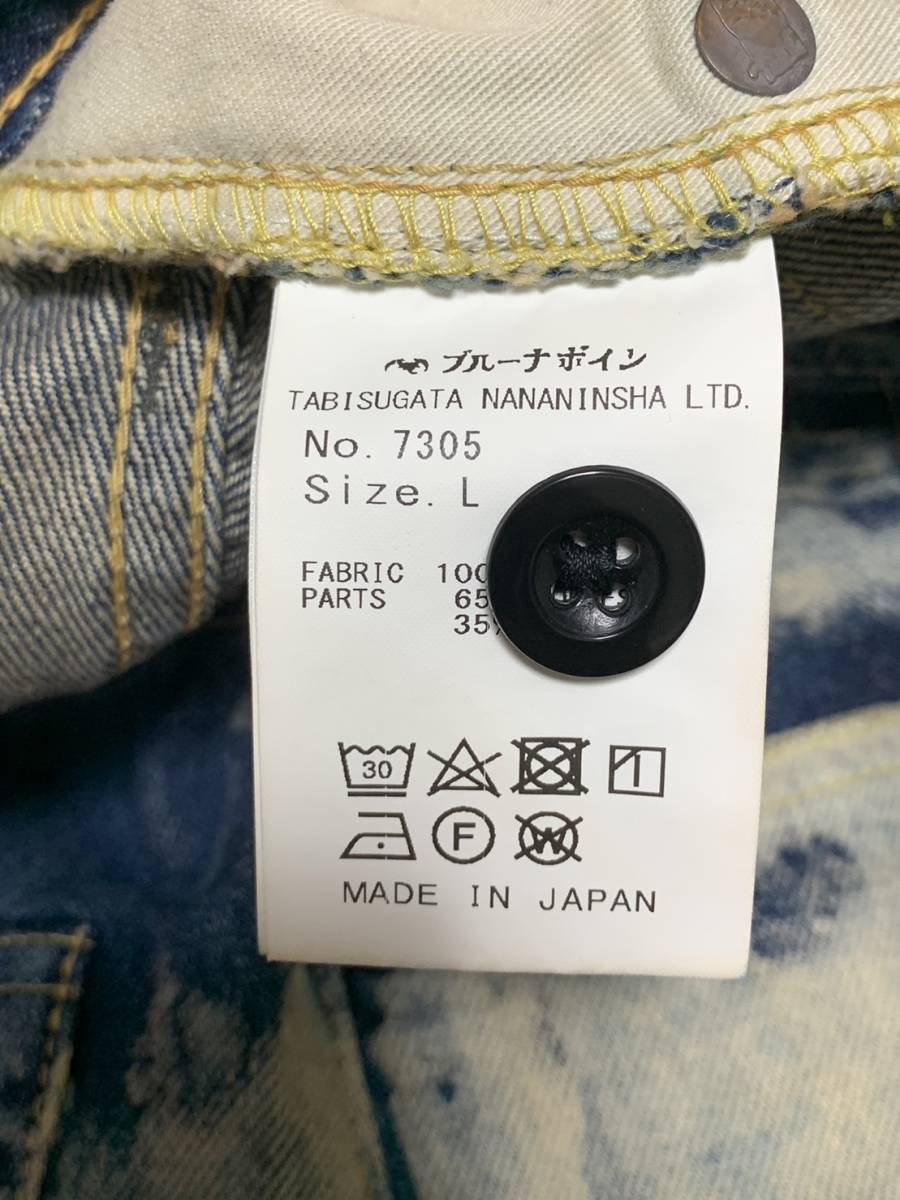 ブルーナボイン
TABISUGATA NANANINSHA LTD.
No. 7305
Size. L
FABRIC 100
PARTS 65
35%
30
F
W
MADE IN JAPAN